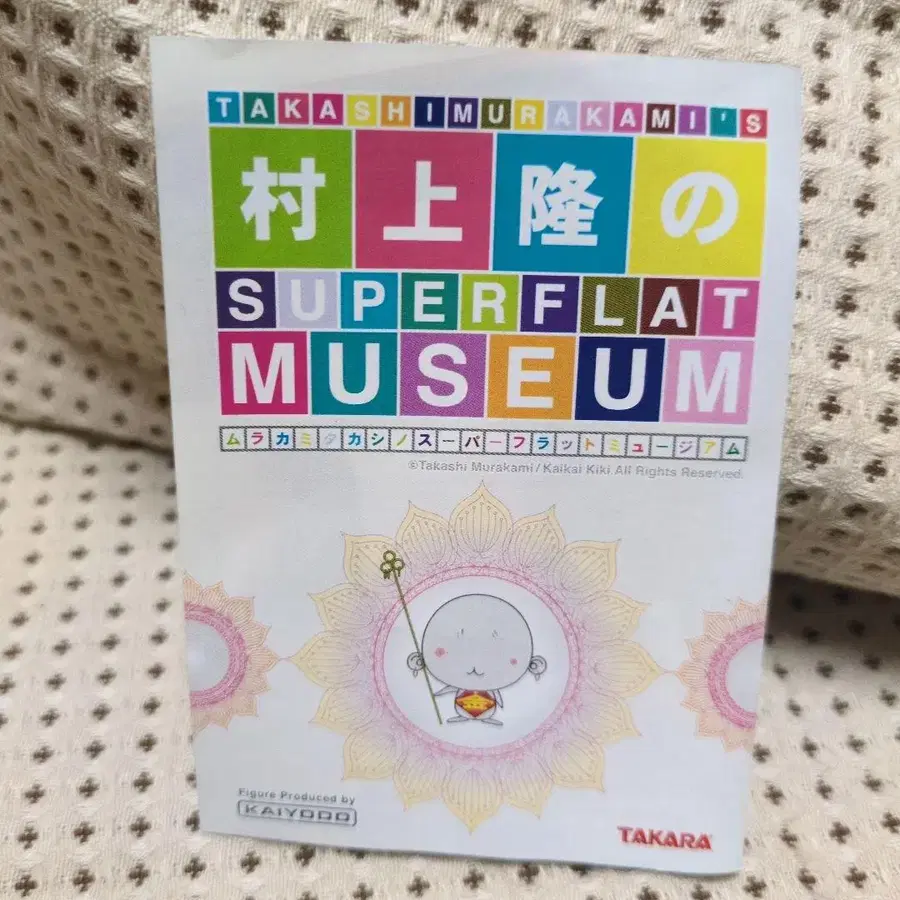 TAKASHIMURAKAMI'S
村上隆の
SUPERFLAT
MUSEUM
ムラカミタカシノスーパーフラットミュージアム
©Takashi Murakami/Kaikai Kiki All Rights Reserved.
Figure Produced by
KAIYODO
TAKARA